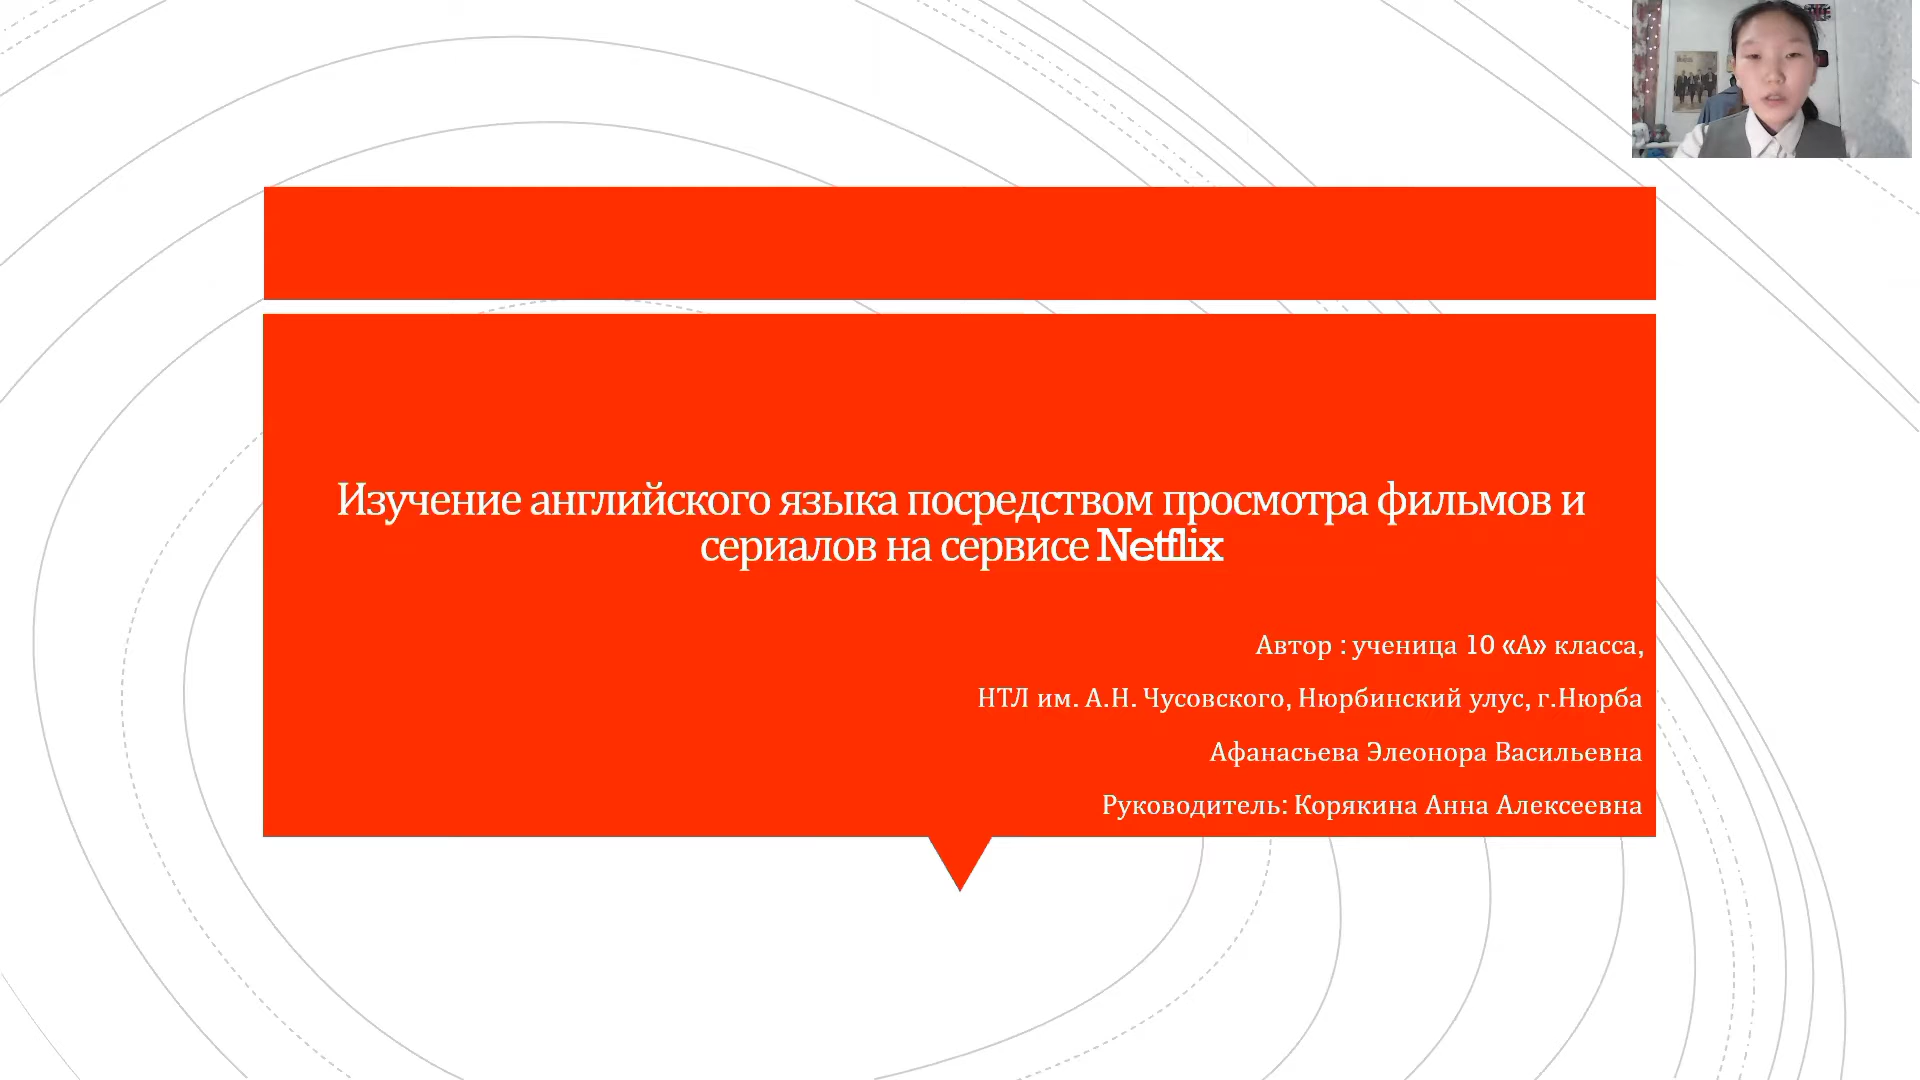 Изучение английского языка посредством просмотра фильмов и
сериалов на сервисе Netflix
Автор : ученица 10 «А» класса,
НТЛ им. А.Н. Чусовского, Нюрбинский улус, г.Нюрба
Афанасьева Элеонора Васильевна
Руководитель: Корякина Анна Алексеевна